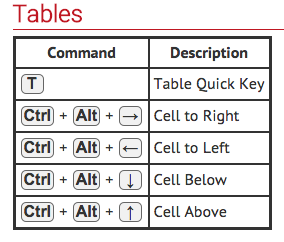 Tables
Command Description
T Table Quick Key
Ctrl + Alt + → Cell to Right
Ctrl + Alt + ← Cell to Left
Ctrl + Alt + ↓ Cell Below
Ctrl + Alt + ↑ Cell Above